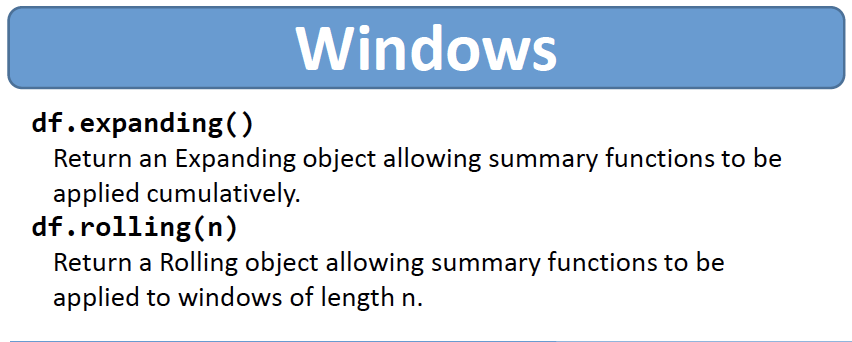 Windows
df.expanding()
Return an Expanding object allowing summary functions to be
applied cumulatively.
df.rolling(n)
Return a Rolling object allowing summary functions to be
applied to windows of length n.